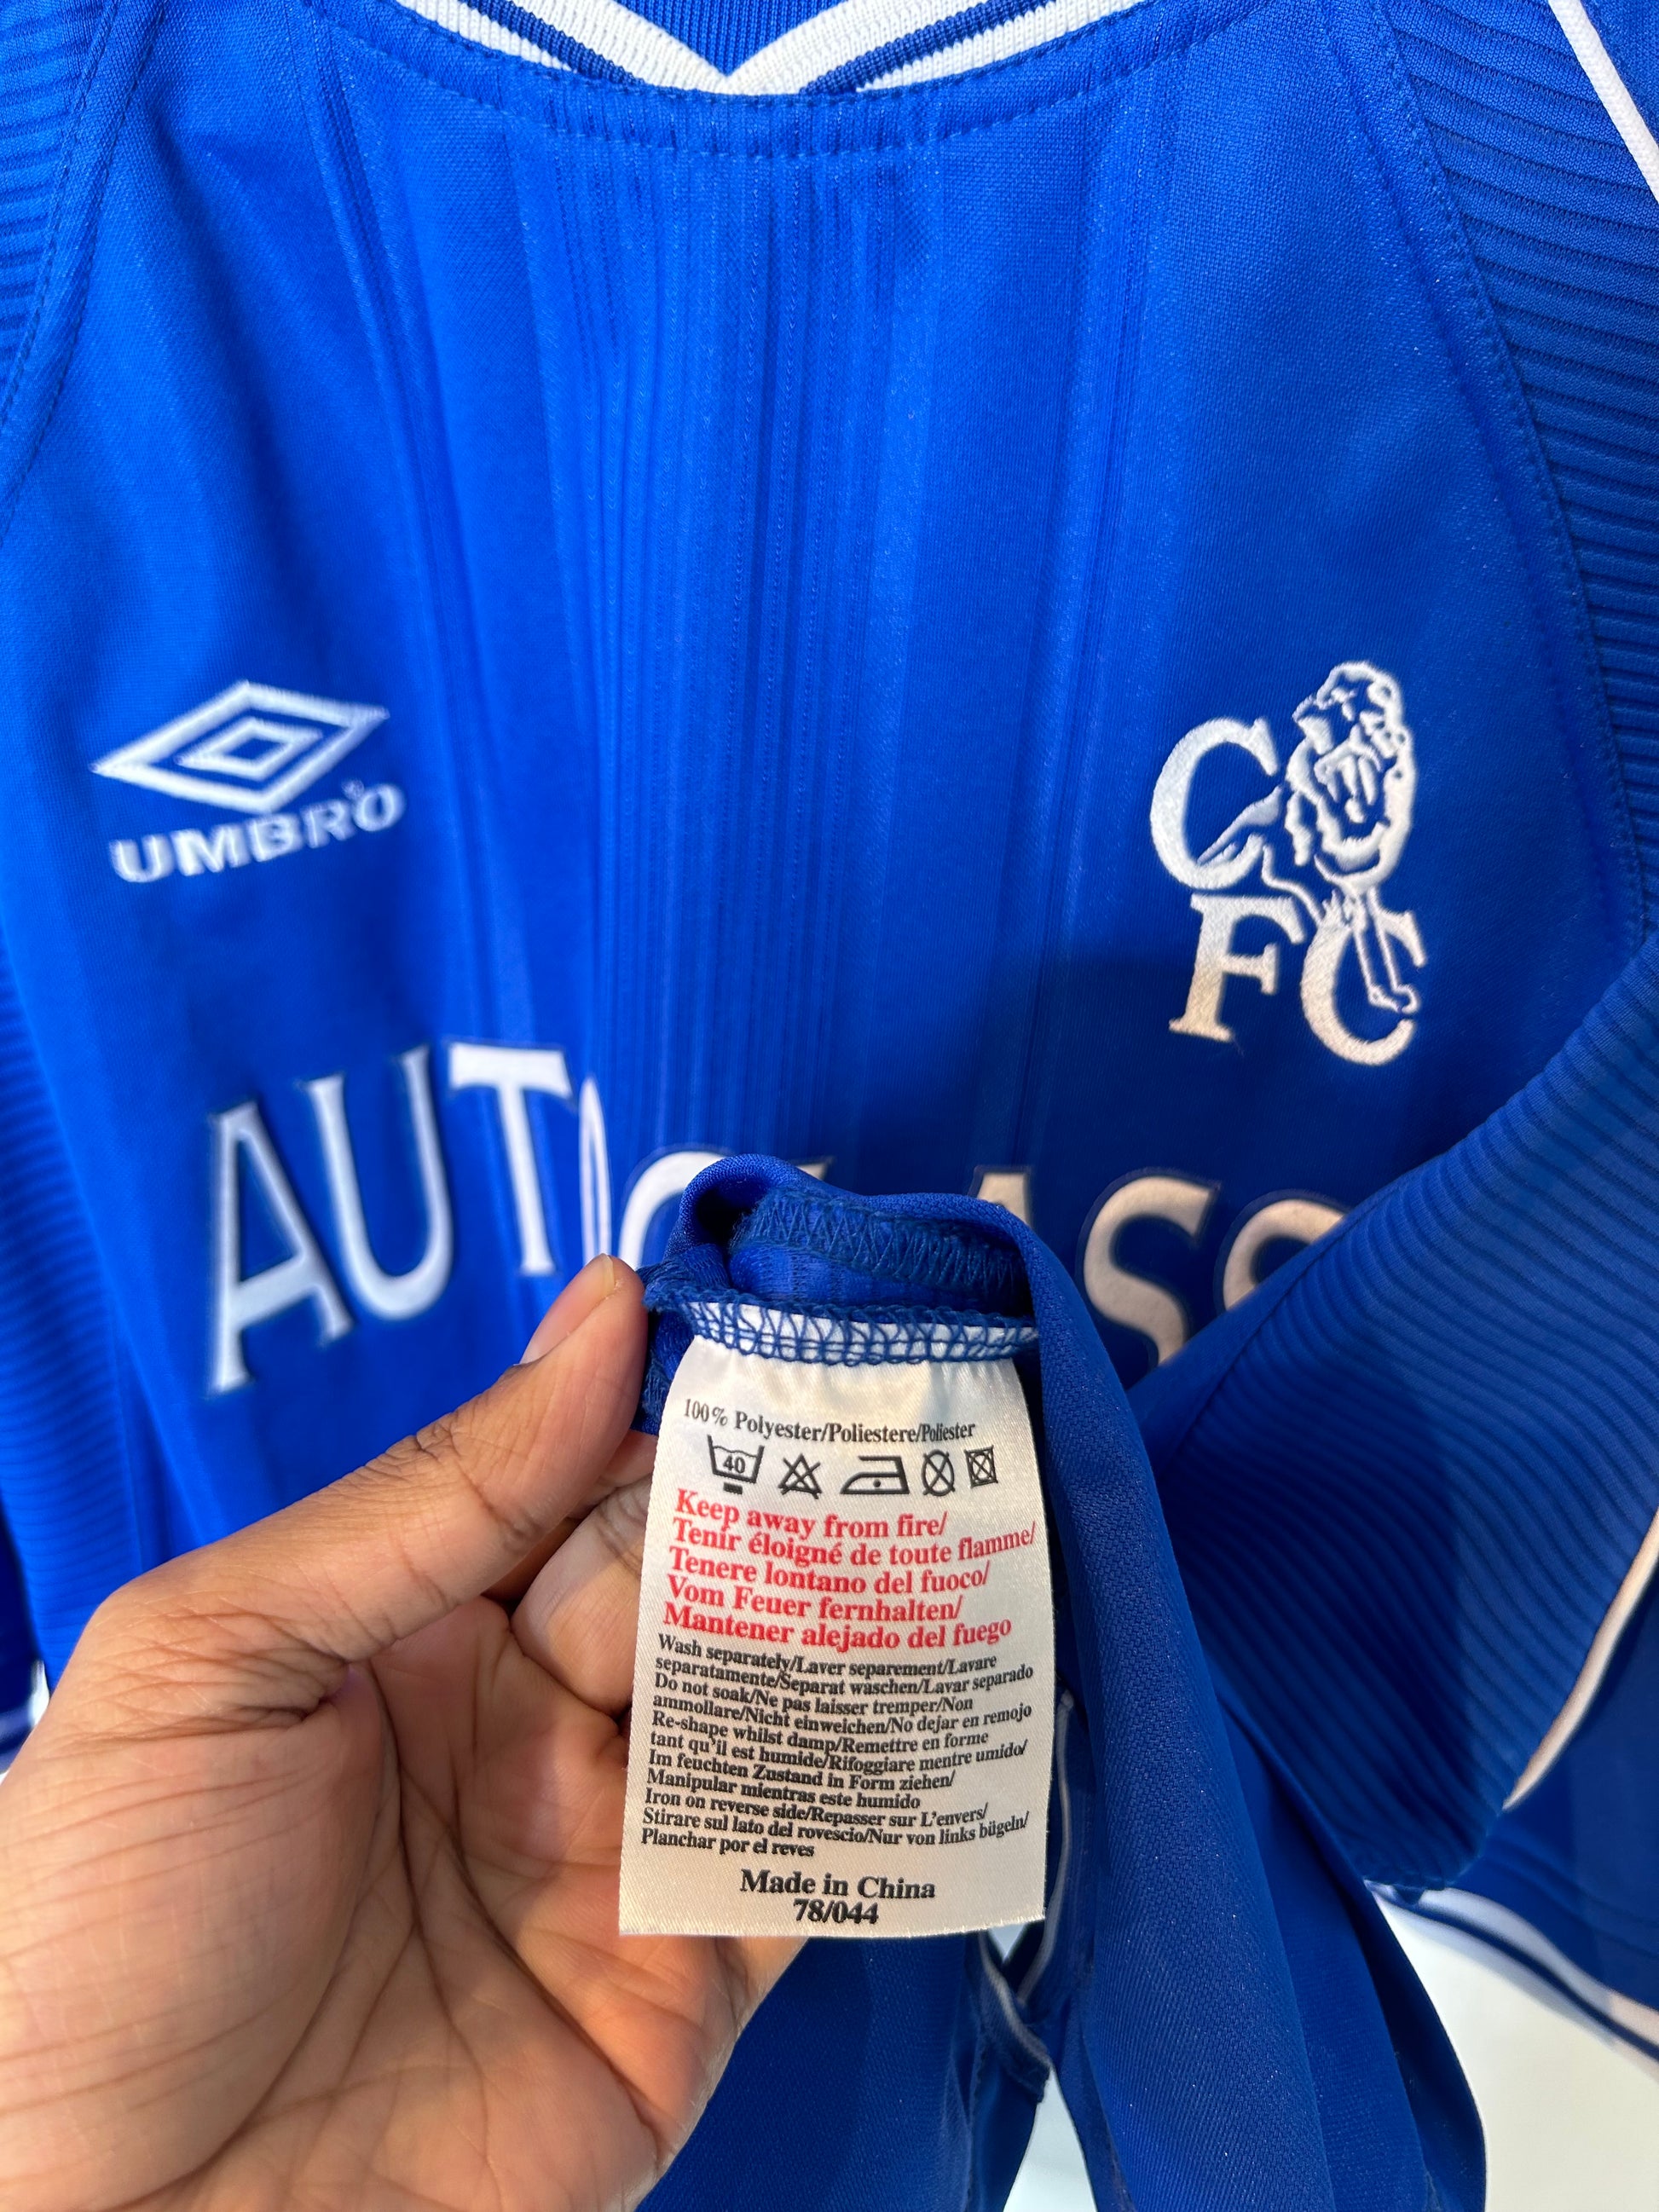 UMBRO®
C
FC
AUTOGLASS
100% Polyester/Poliestere/Poliester
40
Keep away from fire/
Tenir éloigné de toute flamme/
Tenere lontano del fuoco/
Vom Feuer fernhalten/
Mantener alejado del fuego
Wash separately/Laver separement/Lavare
separatamente/Separat waschen/Lavar separado
Do not soak/Ne pas laisser tremper/Non
ammollare/Nicht einweichen/No dejar en remojo
Re-shape whilst damp/Remettre en forme
tant qu'il est humide/Rifoggiare mentre umido/
Im feuchten Zustand in Form ziehen/
Manipular mientras este humido
Iron on reverse side/Repasser sur L'envers/
Stirare sul lato del rovescio/Nur von links bügeln/
Planchar por el reves
Made in China
78/044